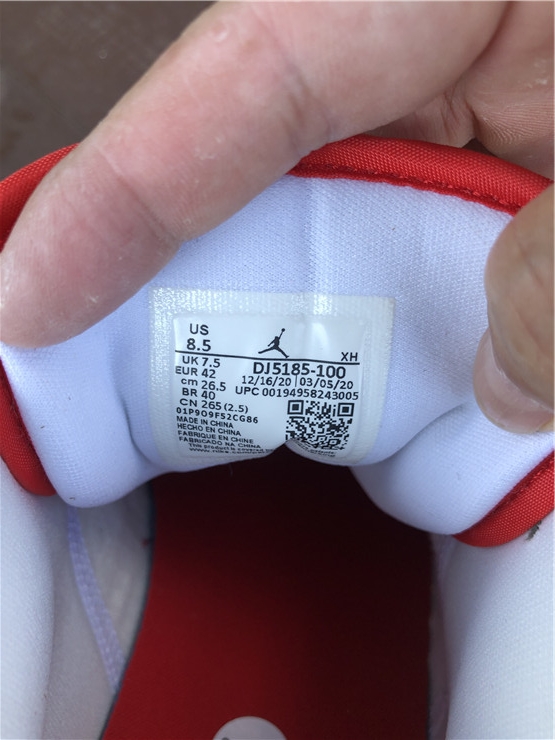 US
8.5
XH
UK 7.5
EUR 42
cm 26.5
BR 40
CN 265 (2.5)
DJ5185-100
12/16/20 | 03/05/20
UPC 00194958243005
01P9O9F52CG86
MADE IN CHINA
HECHO EN CHINA
FABRIQUE EN CHINE
FABRICADO NA CHINA